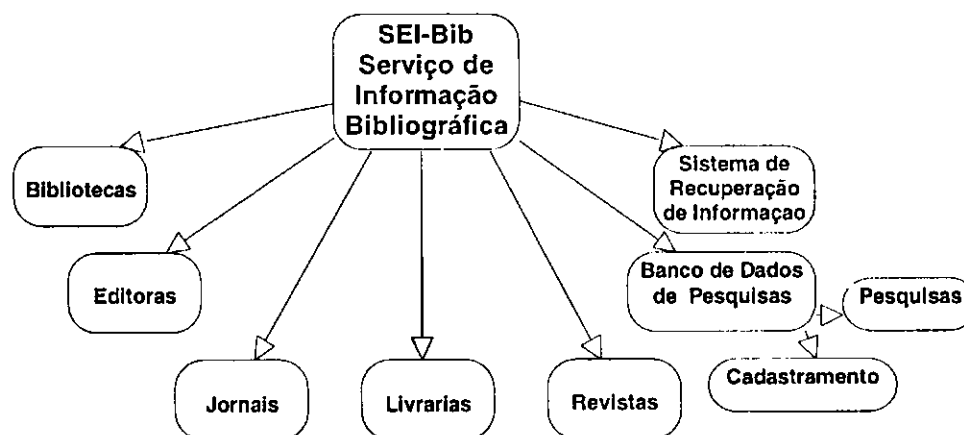 SEI-Bib
Serviço de
Informação
Bibliográfica
Bibliotecas
Sistema de
Recuperação
de Informaçao
Editoras
Banco de Dados
de Pesquisas
Pesquisas
Cadastramento
Jornais
Livrarias
Revistas